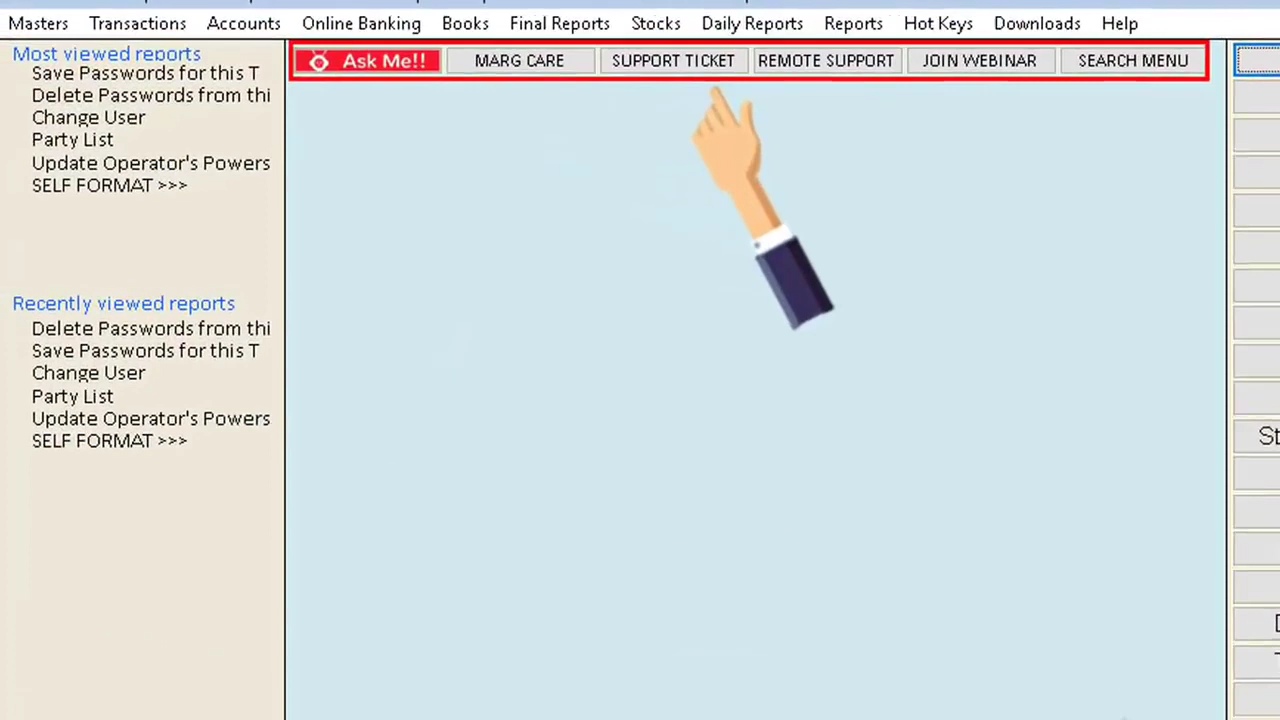 Masters Transactions Accounts Online Banking Books Final Reports Stocks Daily Reports Reports Hot Keys Downloads Help
Ask Me!! MARG CARE SUPPORT TICKET REMOTE SUPPORT JOIN WEBINAR SEARCH MENU
Most viewed reports
Save Passwords for this T
Delete Passwords from thi
Change User
Party List
Update Operator's Powers
SELF FORMAT >>>
Recently viewed reports
Delete Passwords from thi
Save Passwords for this T
Change User
Party List
Update Operator's Powers
SELF FORMAT >>>
St